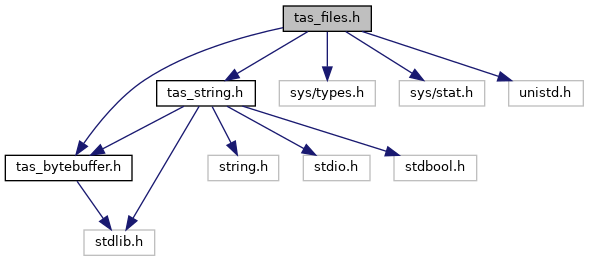 tas_files.h
tas_string.h
sys/types.h
sys/stat.h
unistd.h
tas_bytebuffer.h
string.h
stdio.h
stdbool.h
stdlib.h